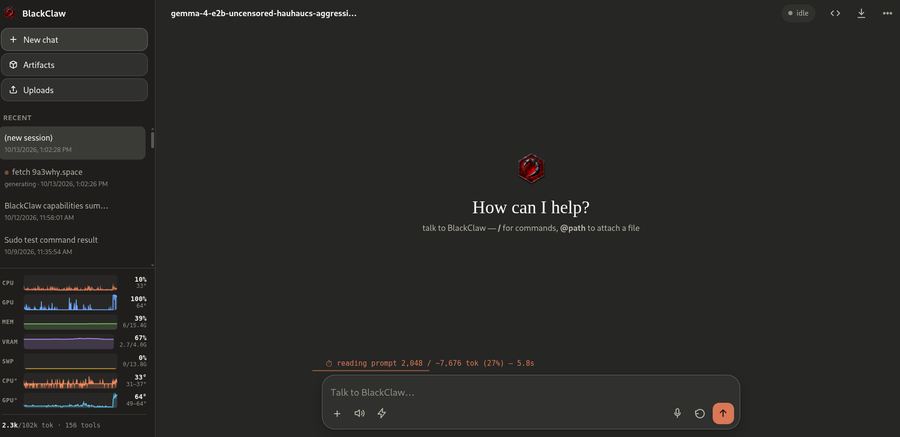 BlackClaw
New chat
Artifacts
Uploads
RECENT
(new session)
10/13/2026, 1:02:28 PM
fetch 9a3why.space
generating · 10/13/2026, 1:02:26 PM
BlackClaw capabilities sum…
10/12/2026, 11:58:01 AM
Sudo test command result
10/9/2026, 11:35:54 AM
CPU 10%
33°
GPU 100%
64°
MEM 39%
6/15.4G
VRAM 67%
2.7/4.0G
SWP 0%
0/13.8G
CPU° 33°
31–37°
GPU° 64°
49–64°
2.3k/102k tok · 156 tools
gemma-4-e2b-uncensored-hauhaucs-aggressi…
idle
How can I help?
talk to BlackClaw — / for commands, @path to attach a file
reading prompt 2,048 / ~7,676 tok (27%) — 5.8s
Talk to BlackClaw…